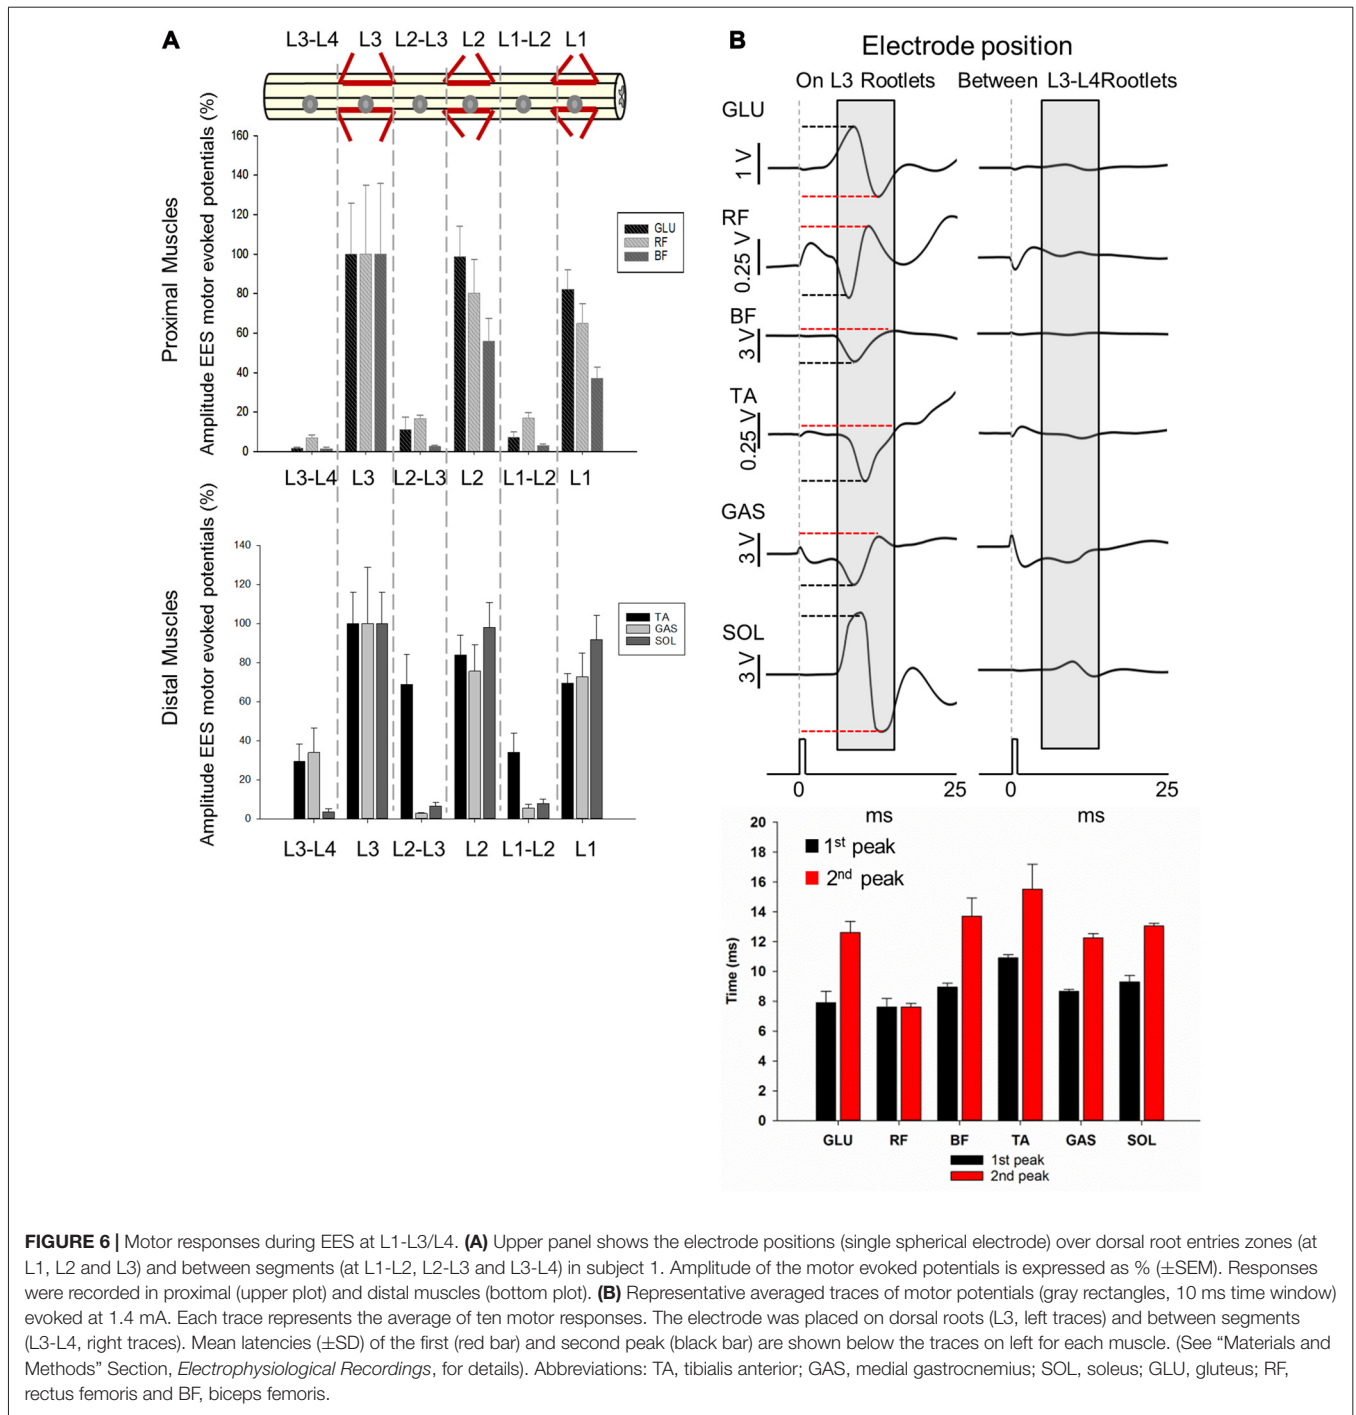 A
L3-L4 L3 L2-L3 L2 L1-L2 L1
Proximal Muscles
Amplitude EES motor evoked potentials (%)
160
140
120
100
80
60
40
20
0
GLU
RF
BF
L3-L4 L3 L2-L3 L2 L1-L2 L1
Distal Muscles
Amplitude EES motor evoked potentials (%)
140
120
100
80
60
40
20
0
TA
GAS
SOL
L3-L4 L3 L2-L3 L2 L1-L2 L1
B
Electrode position
On L3 Rootlets Between L3-L4Rootlets
GLU
1 V
RF
0.25 V
BF
3 V
TA
0.25 V
GAS
3 V
SOL
3 V
0 25 0 25
ms ms
20
18
16
14
12
10
8
6
4
2
0
Time (ms)
1st peak
2nd peak
GLU RF BF TA GAS SOL
1st peak
2nd peak
FIGURE 6 | Motor responses during EES at L1-L3/L4. (A) Upper panel shows the electrode positions (single spherical electrode) over dorsal root entries zones (at
L1, L2 and L3) and between segments (at L1-L2, L2-L3 and L3-L4) in subject 1. Amplitude of the motor evoked potentials is expressed as % (±SEM). Responses
were recorded in proximal (upper plot) and distal muscles (bottom plot). (B) Representative averaged traces of motor potentials (gray rectangles, 10 ms time window)
evoked at 1.4 mA. Each trace represents the average of ten motor responses. The electrode was placed on dorsal roots (L3, left traces) and between segments
(L3-L4, right traces). Mean latencies (±SD) of the first (red bar) and second peak (black bar) are shown below the traces on left for each muscle. (See “Materials and
Methods” Section, Electrophysiological Recordings, for details). Abbreviations: TA, tibialis anterior; GAS, medial gastrocnemius; SOL, soleus; GLU, gluteus; RF,
rectus femoris and BF, biceps femoris.